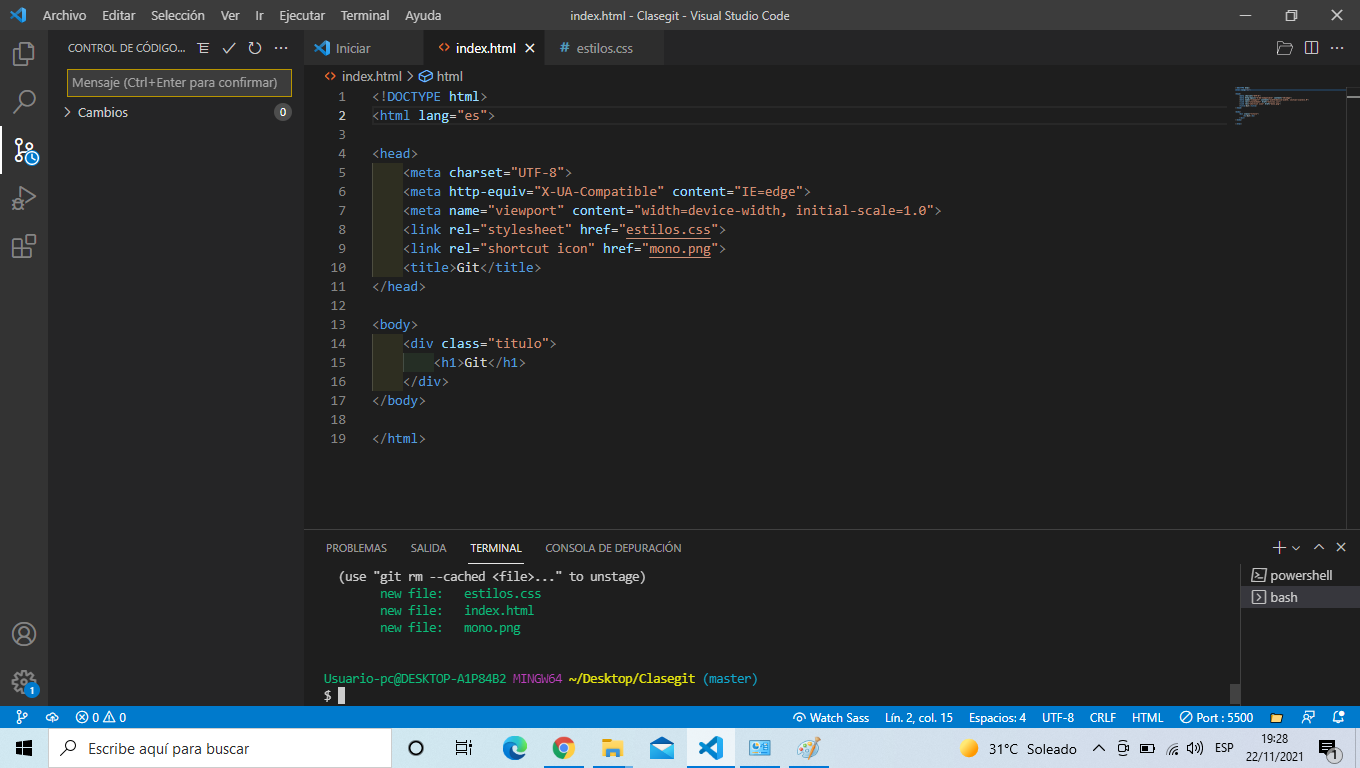 Archivo Editar Selección Ver Ir Ejecutar Terminal Ayuda index.html - Clasegit - Visual Studio Code
CONTROL DE CÓDIGO...
Iniciar index.html estilos.css
Mensaje (Ctrl+Enter para confirmar)
Cambios 0
index.html > html
1 <!DOCTYPE html>
2 <html lang="es">
3
4 <head>
5 <meta charset="UTF-8">
6 <meta http-equiv="X-UA-Compatible" content="IE=edge">
7 <meta name="viewport" content="width=device-width, initial-scale=1.0">
8 <link rel="stylesheet" href="estilos.css">
9 <link rel="shortcut icon" href="mono.png">
10 <title>Git</title>
11 </head>
12
13 <body>
14 <div class="titulo">
15 <h1>Git</h1>
16 </div>
17 </body>
18
19 </html>
PROBLEMAS SALIDA TERMINAL CONSOLA DE DEPURACIÓN
(use "git rm --cached <file>..." to unstage)
new file: estilos.css
new file: index.html
new file: mono.png
Usuario-pc@DESKTOP-A1P84B2 MINGW64 ~/Desktop/Clasegit (master)
$
powershell
bash
1
0 0 Watch Sass Lín. 2, col. 15 Espacios: 4 UTF-8 CRLF HTML Port : 5500
Escribe aquí para buscar 31°C Soleado ESP 19:28
22/11/2021 1